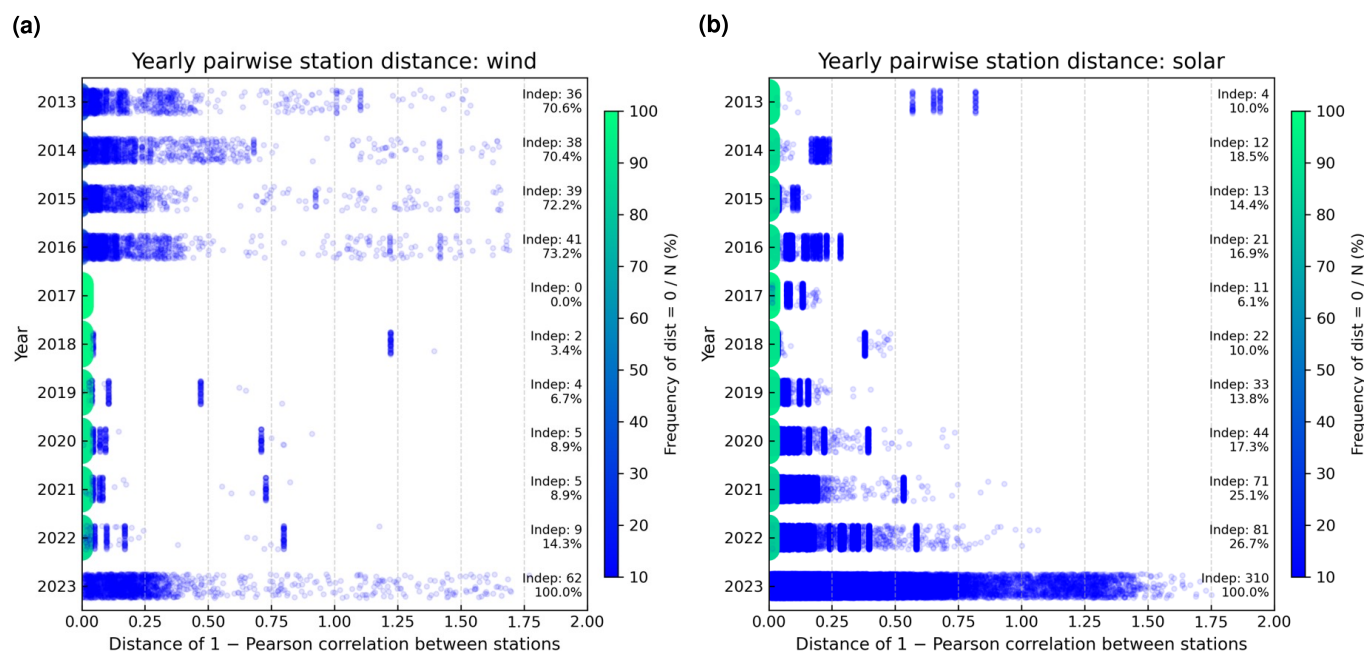 (a)
Yearly pairwise station distance: wind
Year
2013
Indep: 36
70.6%
2014
Indep: 38
70.4%
2015
Indep: 39
72.2%
2016
Indep: 41
73.2%
2017
Indep: 0
0.0%
2018
Indep: 2
3.4%
2019
Indep: 4
6.7%
2020
Indep: 5
8.9%
2021
Indep: 5
8.9%
2022
Indep: 9
14.3%
2023
Indep: 62
100.0%
0.00 0.25 0.50 0.75 1.00 1.25 1.50 1.75 2.00
Distance of 1 − Pearson correlation between stations
100
90
80
70
60
50
40
30
20
10
Frequency of dist = 0 / N (%)
(b)
Yearly pairwise station distance: solar
Year
2013
Indep: 4
10.0%
2014
Indep: 12
18.5%
2015
Indep: 13
14.4%
2016
Indep: 21
16.9%
2017
Indep: 11
6.1%
2018
Indep: 22
10.0%
2019
Indep: 33
13.8%
2020
Indep: 44
17.3%
2021
Indep: 71
25.1%
2022
Indep: 81
26.7%
2023
Indep: 310
100.0%
0.00 0.25 0.50 0.75 1.00 1.25 1.50 1.75 2.00
Distance of 1 − Pearson correlation between stations
100
90
80
70
60
50
40
30
20
10
Frequency of dist = 0 / N (%)